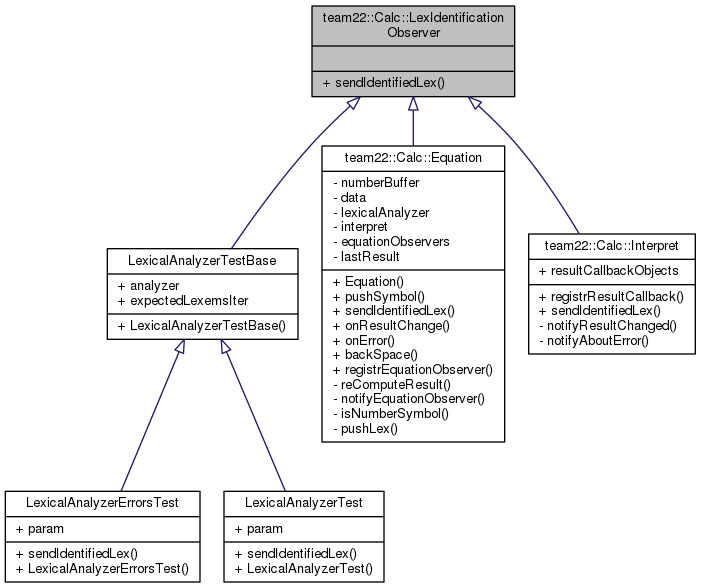 team22::Calc::LexIdentification
Observer
+ sendIdentifiedLex()
team22::Calc::Equation
- numberBuffer
- data
- lexicalAnalyzer
- interpret
- equationObservers
- lastResult
+ Equation()
+ pushSymbol()
+ sendIdentifiedLex()
+ onResultChange()
+ onError()
+ backSpace()
+ registrEquationObserver()
- reComputeResult()
- notifyEquationObserver()
- isNumberSymbol()
- pushLex()
team22::Calc::Interpret
+ resultCallbackObjects
+ registrResultCallback()
+ sendIdentifiedLex()
- notifyResultChanged()
- notifyAboutError()
LexicalAnalyzerTestBase
+ analyzer
+ expectedLexemsIter
+ LexicalAnalyzerTestBase()
LexicalAnalyzerErrorsTest
+ param
+ sendIdentifiedLex()
+ LexicalAnalyzerErrorsTest()
LexicalAnalyzerTest
+ param
+ sendIdentifiedLex()
+ LexicalAnalyzerTest()